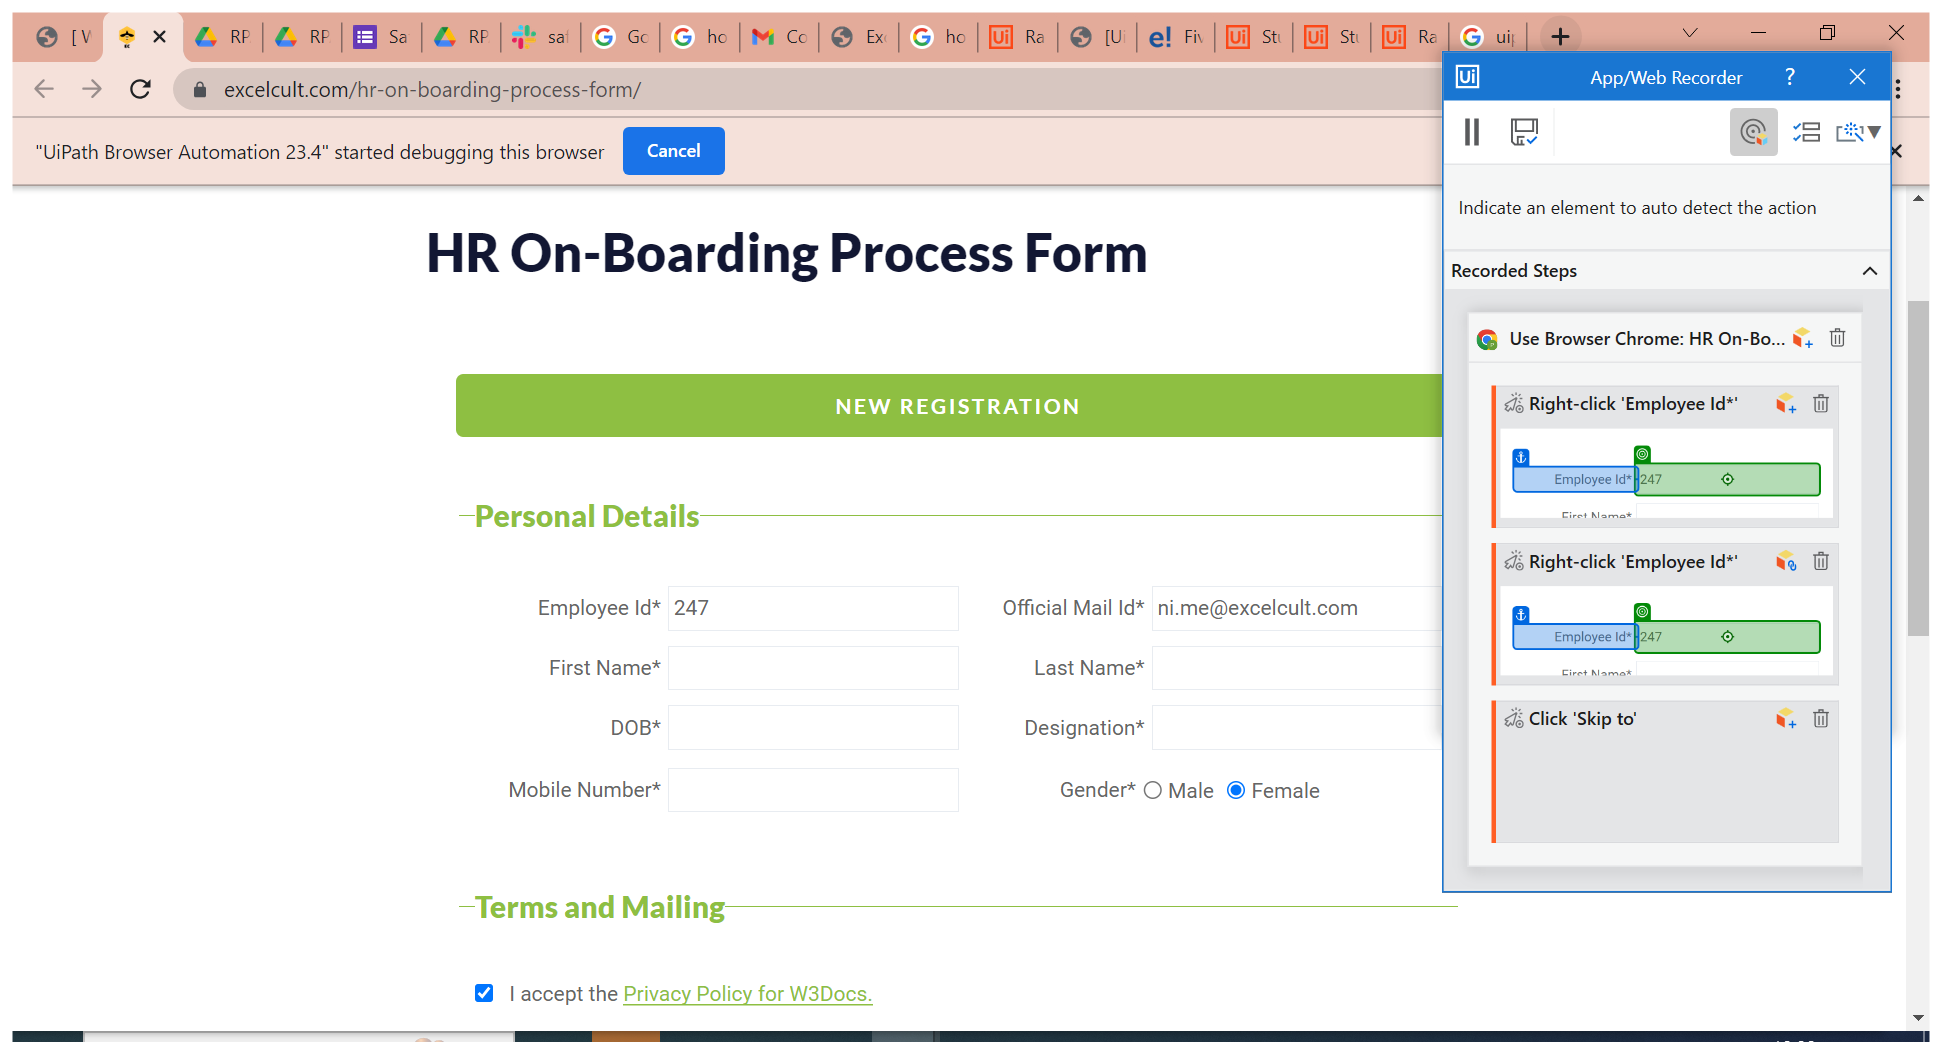 [ W
RP
RP
Sa
RP
sa
Go
ho
Co
Ex
ho
Ra
[Ui
Fiv
Stu
Stu
Ra
uip
excelcult.com/hr-on-boarding-process-form/
"UiPath Browser Automation 23.4" started debugging this browser
Cancel
HR On-Boarding Process Form
NEW REGISTRATION
Personal Details
Employee Id* 247
Official Mail Id* ni.me@excelcult.com
First Name*
Last Name*
DOB*
Designation*
Mobile Number*
Gender* Male Female
Terms and Mailing
I accept the Privacy Policy for W3Docs.
Ui
App/Web Recorder
?
Indicate an element to auto detect the action
Recorded Steps
Use Browser Chrome: HR On-Bo...
Right-click 'Employee Id*'
Employee Id* 247
First Name*
Right-click 'Employee Id*'
Employee Id* 247
First Name*
Click 'Skip to'